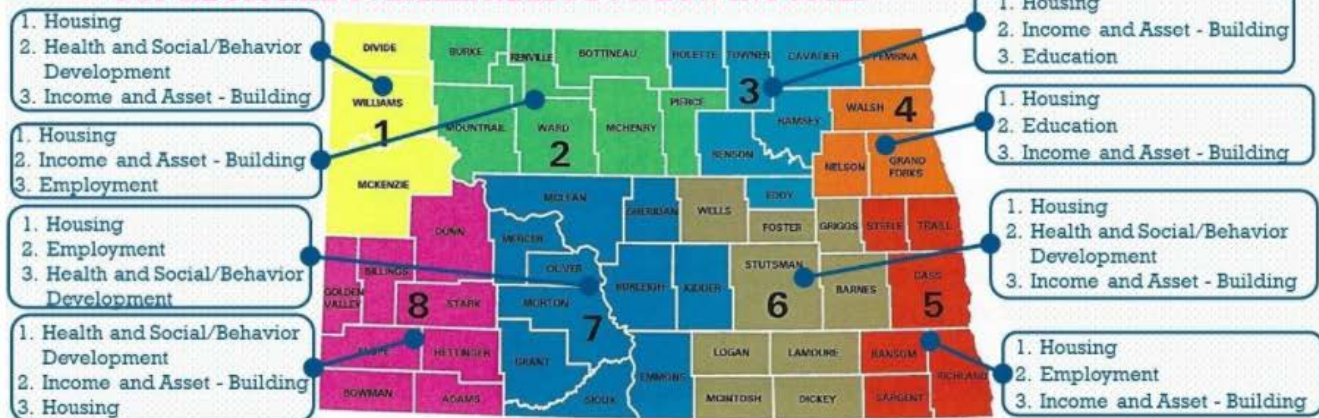 1. Housing
2. Health and Social/Behavior
Development
3. Income and Asset - Building
1. Housing
2. Income and Asset - Building
3. Employment
1. Housing
2. Employment
3. Health and Social/Behavior
Development
1. Health and Social/Behavior
Development
2. Income and Asset - Building
3. Housing
DIVIDE
WILLIAMS
1
MCKENZIE
BURKE
RENVILLE
BOTTINEAU
MOUNTRAIL
WARD
2
MCHENRY
PIERCE
ROLETTE
TOWNER
CAVALIER
3
RAMSEY
BENSON
EDDY
PEMBINA
WALSH
4
NELSON
GRAND
FORKS
DUNN
BILLINGS
GOLDEN
VALLEY
8
STARK
SLOPE
HETTINGER
BOWMAN
ADAMS
MCLEAN
SHERIDAN
MERCER
OLIVER
MORTON
BURLEIGH
KIDDER
7
GRANT
SIOUX
EMMONS
WELLS
FOSTER
GRIGGS
STUTSMAN
6
BARNES
LOGAN
LAMOURE
MCINTOSH
DICKEY
STEELE
TRAILL
CASS
5
RANSOM
RICHLAND
SARGENT
1. Housing
2. Income and Asset - Building
3. Education
1. Housing
2. Education
3. Income and Asset - Building
1. Housing
2. Health and Social/Behavior
Development
3. Income and Asset - Building
1. Housing
2. Employment
3. Income and Asset - Building